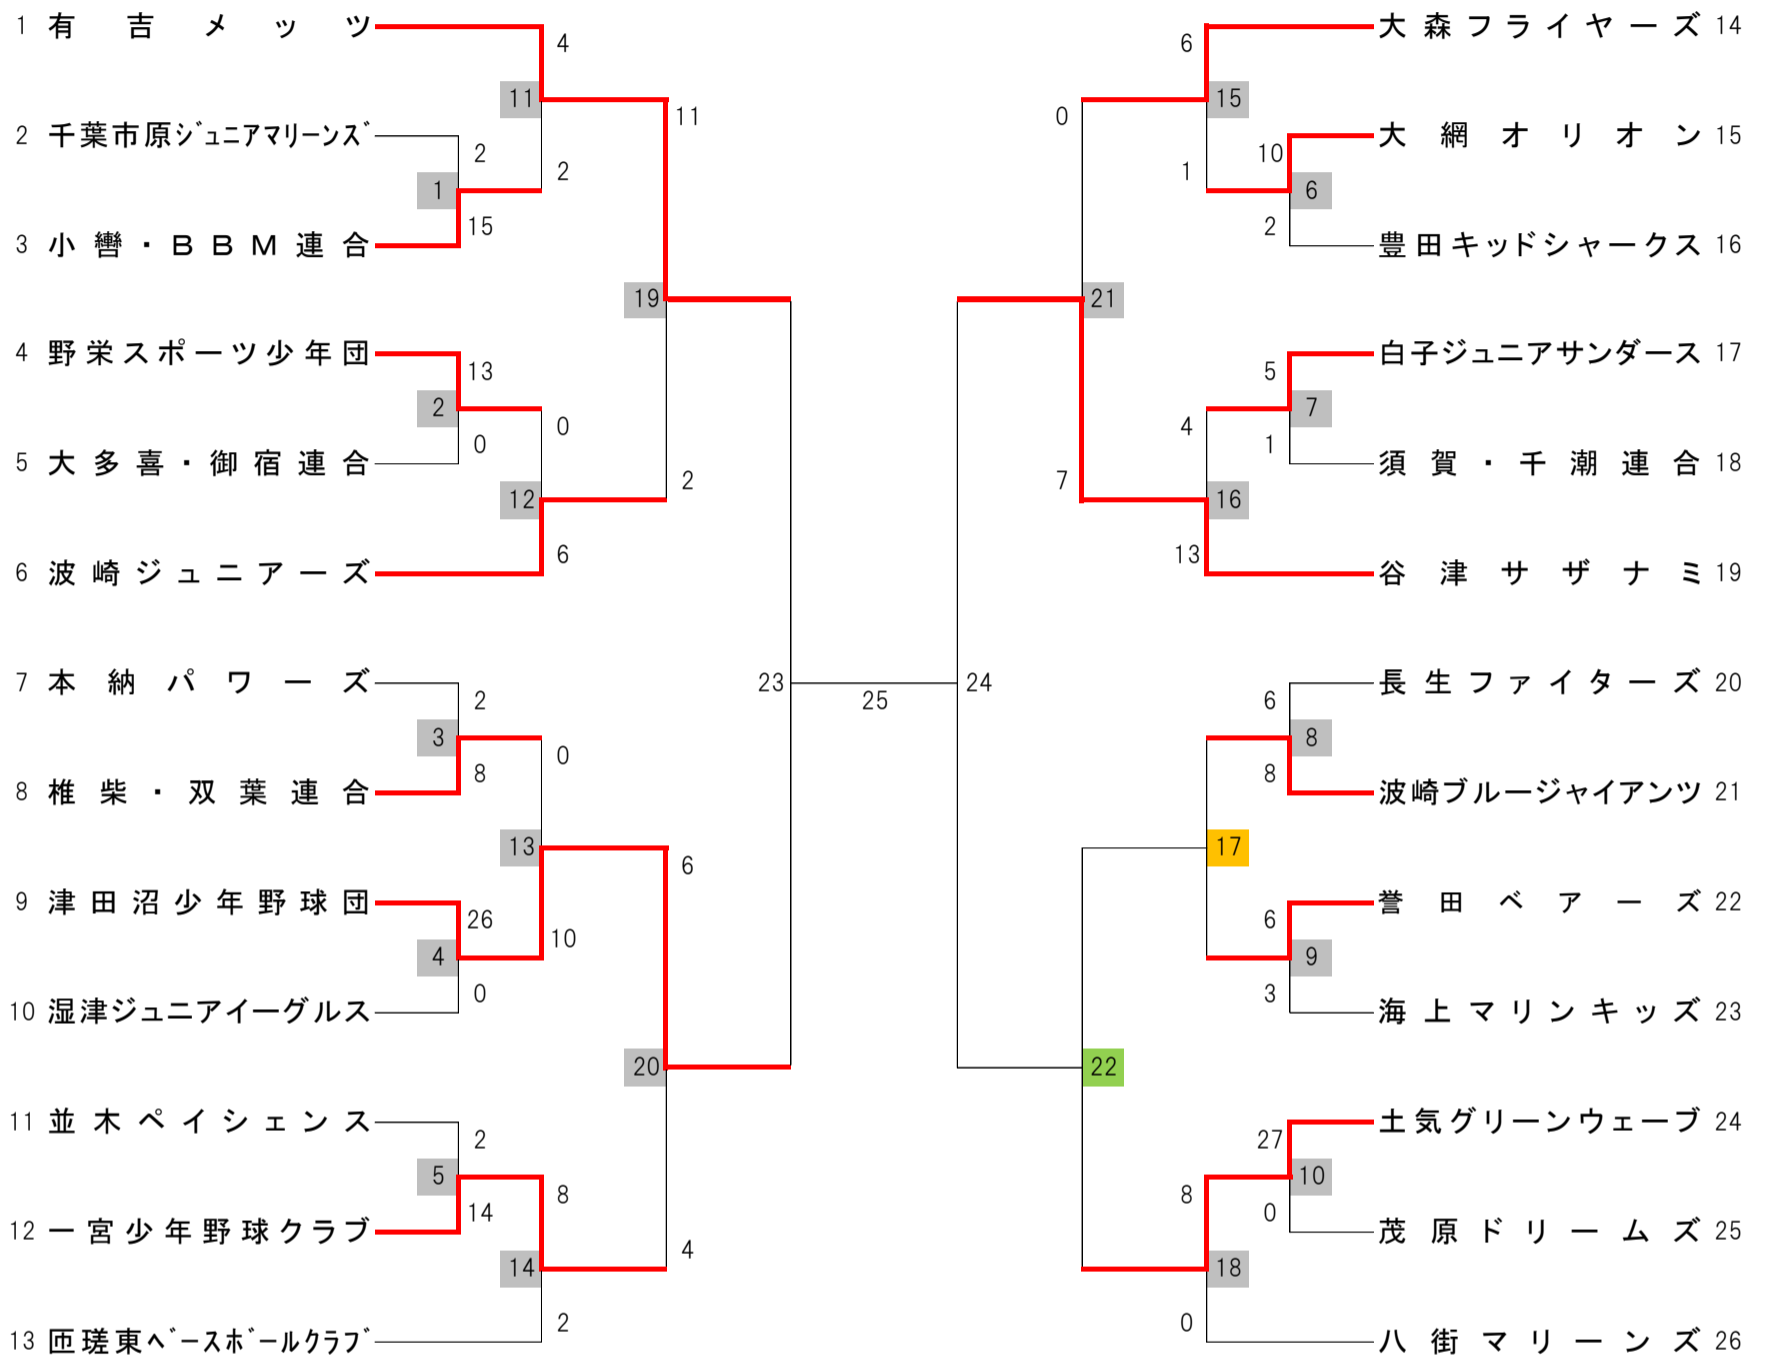 1 有吉メッツ
4
11
11
2 千葉市原ジュニアマリーンズ
2
2
1
15
3 小轡・BBM連合
19
4 野栄スポーツ少年団
13
2
0
0
5 大多喜・御宿連合
2
12
6
6 波崎ジュニアーズ
7 本納パワーズ
2
3
0
8
8 椎柴・双葉連合
13
6
9 津田沼少年野球団
26
10
4
0
10 湿津ジュニアイーグルス
20
11 並木ペイシェンス
2
5
8
14
12 一宮少年野球クラブ
4
14
2
13 匝瑳東ベースボールクラブ
23
25
24
大森フライヤーズ 14
6
15
0
大網オリオン 15
10
1
6
2
豊田キッドシャークス 16
21
白子ジュニアサンダース 17
5
7
4
1
須賀・千潮連合 18
7
16
13
谷津サザナミ 19
長生ファイターズ 20
6
8
8
波崎ブルージャイアンツ 21
17
誉田ベアーズ 22
6
9
3
海上マリンキッズ 23
22
土気グリーンウェーブ 24
27
10
8
0
茂原ドリームズ 25
18
0
八街マリーンズ 26